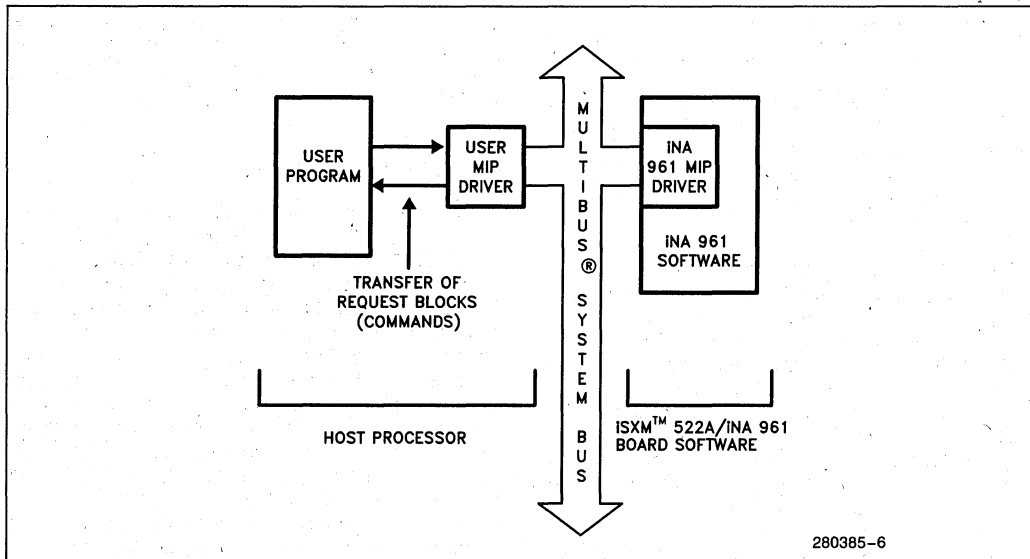 USER
PROGRAM
USER
MIP
DRIVER
TRANSFER OF
REQUEST BLOCKS
(COMMANDS)
MULTIBUS® SYSTEM BUS
iNA
961 MIP
DRIVER
iNA 961
SOFTWARE
HOST PROCESSOR
iSXM™ 522A/iNA 961
BOARD SOFTWARE
280385-6